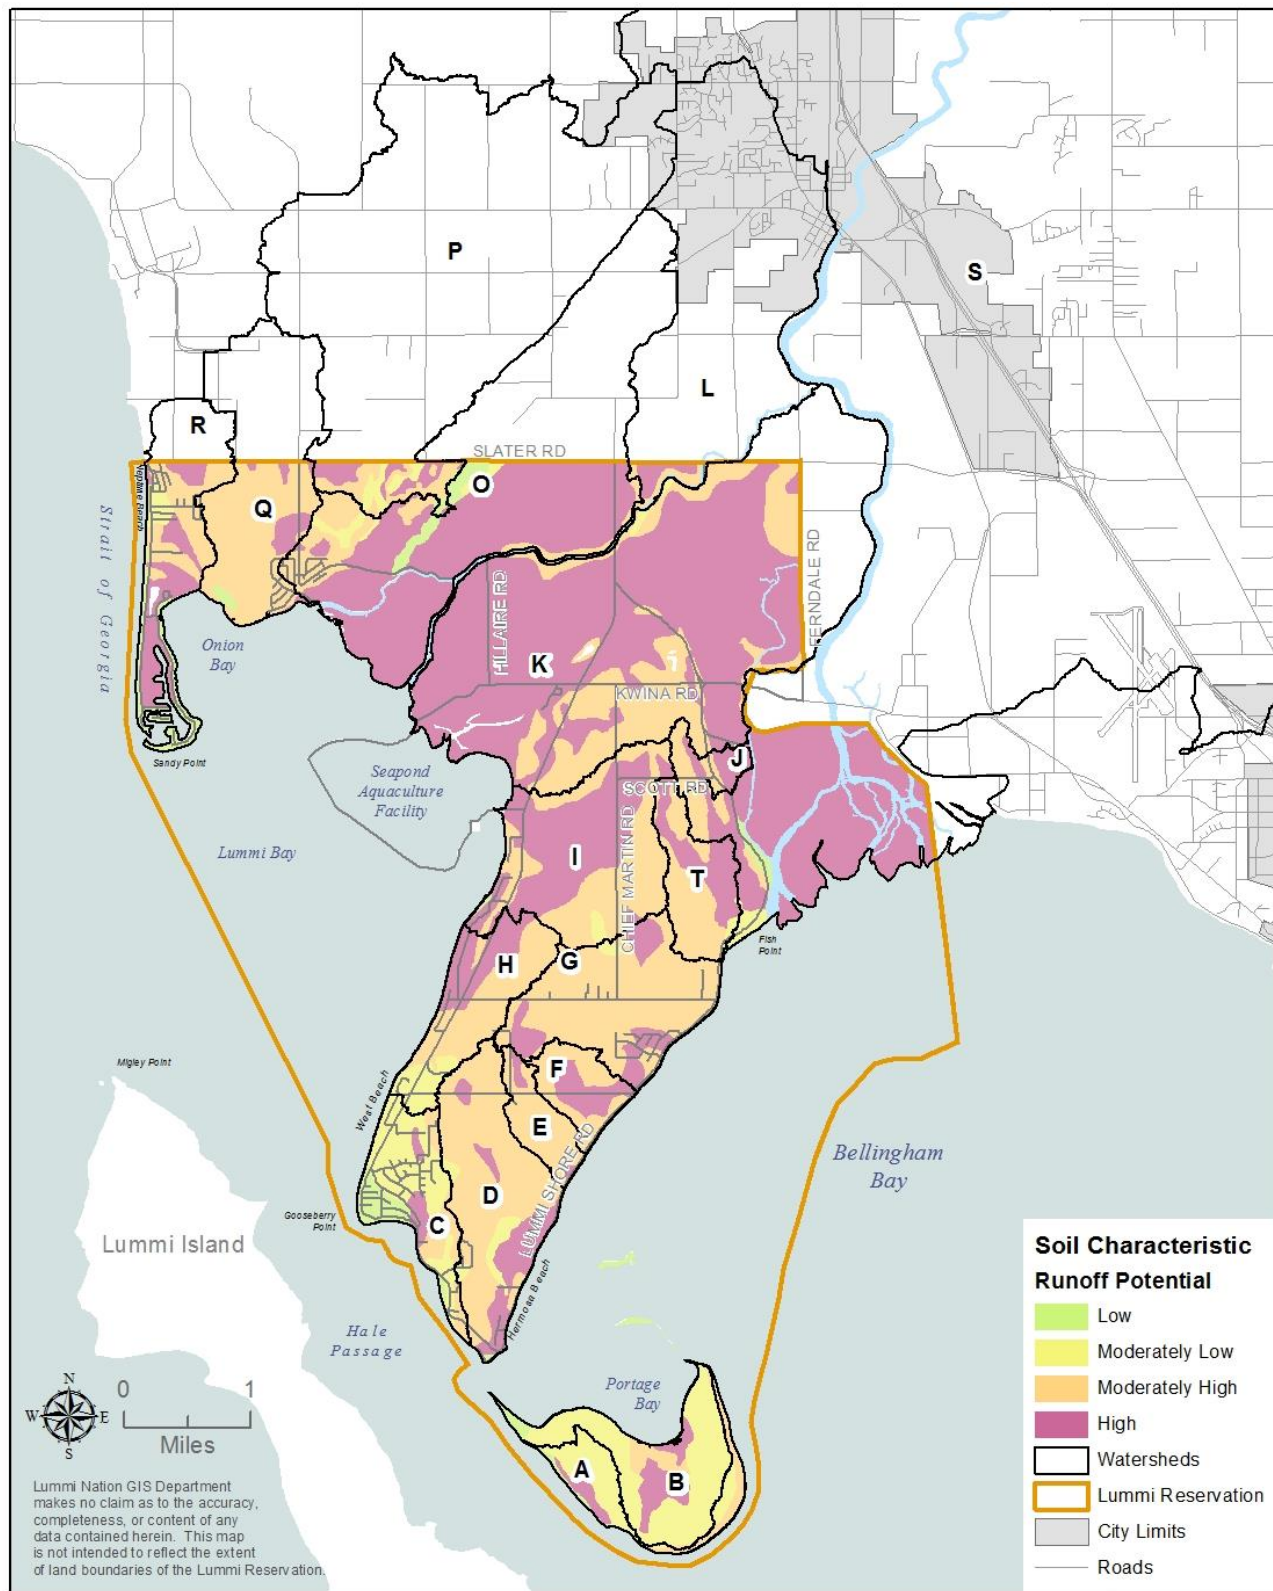 P
S
L
R
SLATER RD
O
Q
Neptune Beach
Strait of Georgia
FERNDALE RD
HILLAIRE RD
Onion
Bay
K
KWINA RD
Sandy Point
J
Seapond
Aquaculture
Facility
SCOTT RD
Lummi Bay
I
CHIEF MARTIN RD
T
Fish
Point
H
G
Migley Point
West Beach
F
E
Bellingham
Bay
LUMMI SHORE RD
D
Gooseberry
Point
C
Lummi Island
Hermosa Beach
Hale
Passage
Portage
Bay
A
B
N
W
E
S
0 1
Miles
Lummi Nation GIS Department
makes no claim as to the accuracy,
completeness, or content of any
data contained herein. This map
is not intended to reflect the extent
of land boundaries of the Lummi Reservation.
Soil Characteristic
Runoff Potential
Low
Moderately Low
Moderately High
High
Watersheds
Lummi Reservation
City Limits
Roads